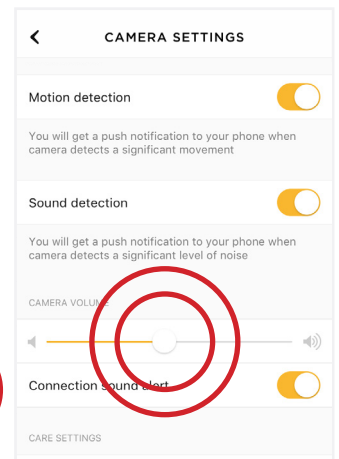 CAMERA SETTINGS
Motion detection
You will get a push notification to your phone when
camera detects a significant movement
Sound detection
You will get a push notification to your phone when
camera detects a significant level of noise
CAMERA VOLUME
Connection sound alert
CARE SETTINGS